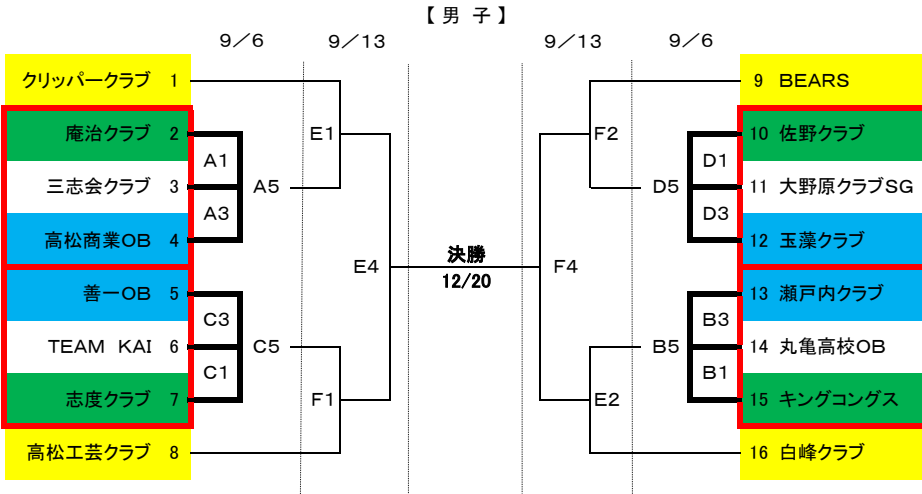 【 男 子 】
9／6 9／13 9／13 9／6
クリッパークラブ 1 9 BEARS
庵治クラブ 2 E1 F2 10 佐野クラブ
A1 D1
三志会クラブ 3 A5 D5 11 大野原クラブSG
A3 D3
高松商業OB 4 12 玉藻クラブ
決勝
E4 F4
12/20
善一OB 5 13 瀬戸内クラブ
C3 B3
TEAM KAI 6 C5 B5 14 丸亀高校OB
C1 B1
志度クラブ 7 F1 E2 15 キングコングス
高松工芸クラブ 8 16 白峰クラブ